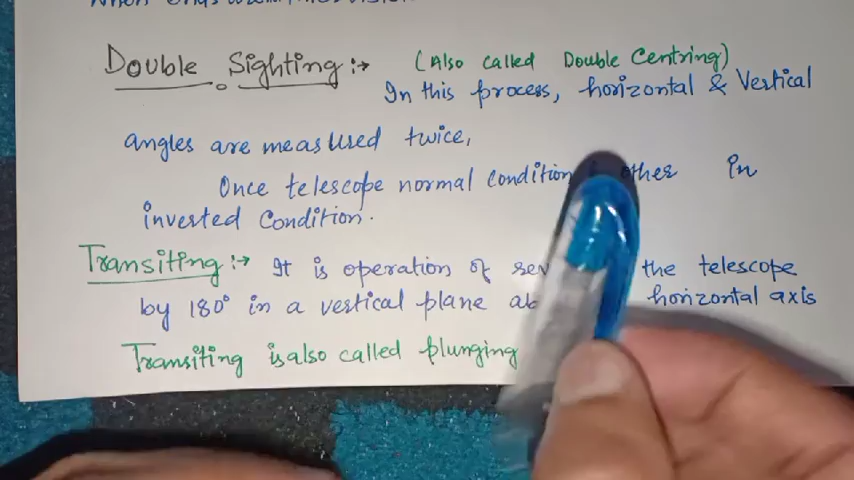 Double Sighting :→ (Also called Double Centring)
In this process, horizontal & Vertical
angles are measured twice,
Once telescope normal condition other in
inverted Condition.
Transiting :→ It is operation of the telescope
by 180° in a vertical plane horizontal axis
Transiting is also called plunging